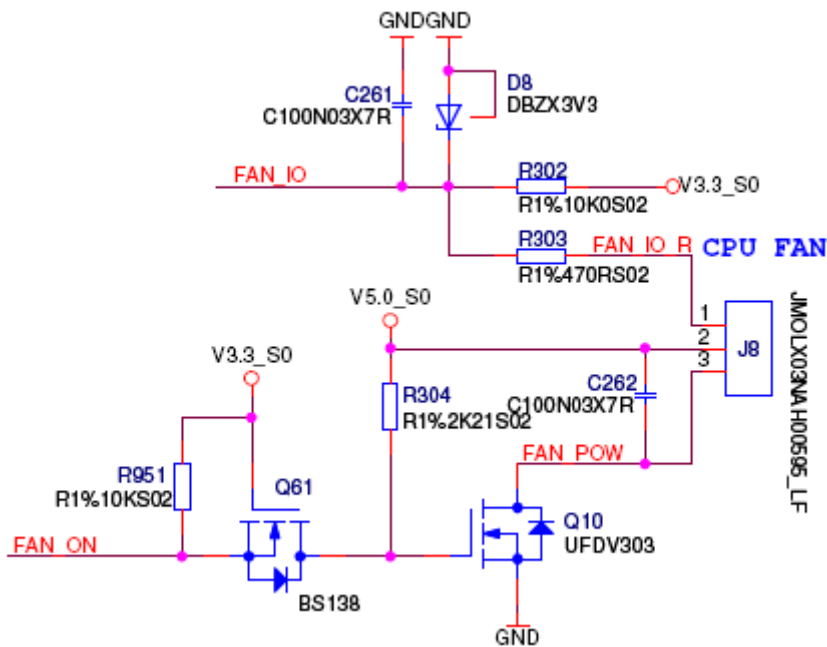 GND GND
C261
C100N03X7R
D8
DBZX3V3
FAN_IO
R302
V3.3_S0
R1%10K0S02
R303
FAN_IO_R
CPU FAN
R1%470RS02
V5.0_S0
1
2
3
J8
JMOLX03NAH00595_LF
V3.3_S0
R304
R1%2K21S02
C262
C100N03X7R
FAN_POW
R951
R1%10KS02
Q61
Q10
UFDV303
FAN_ON
BS138
GND